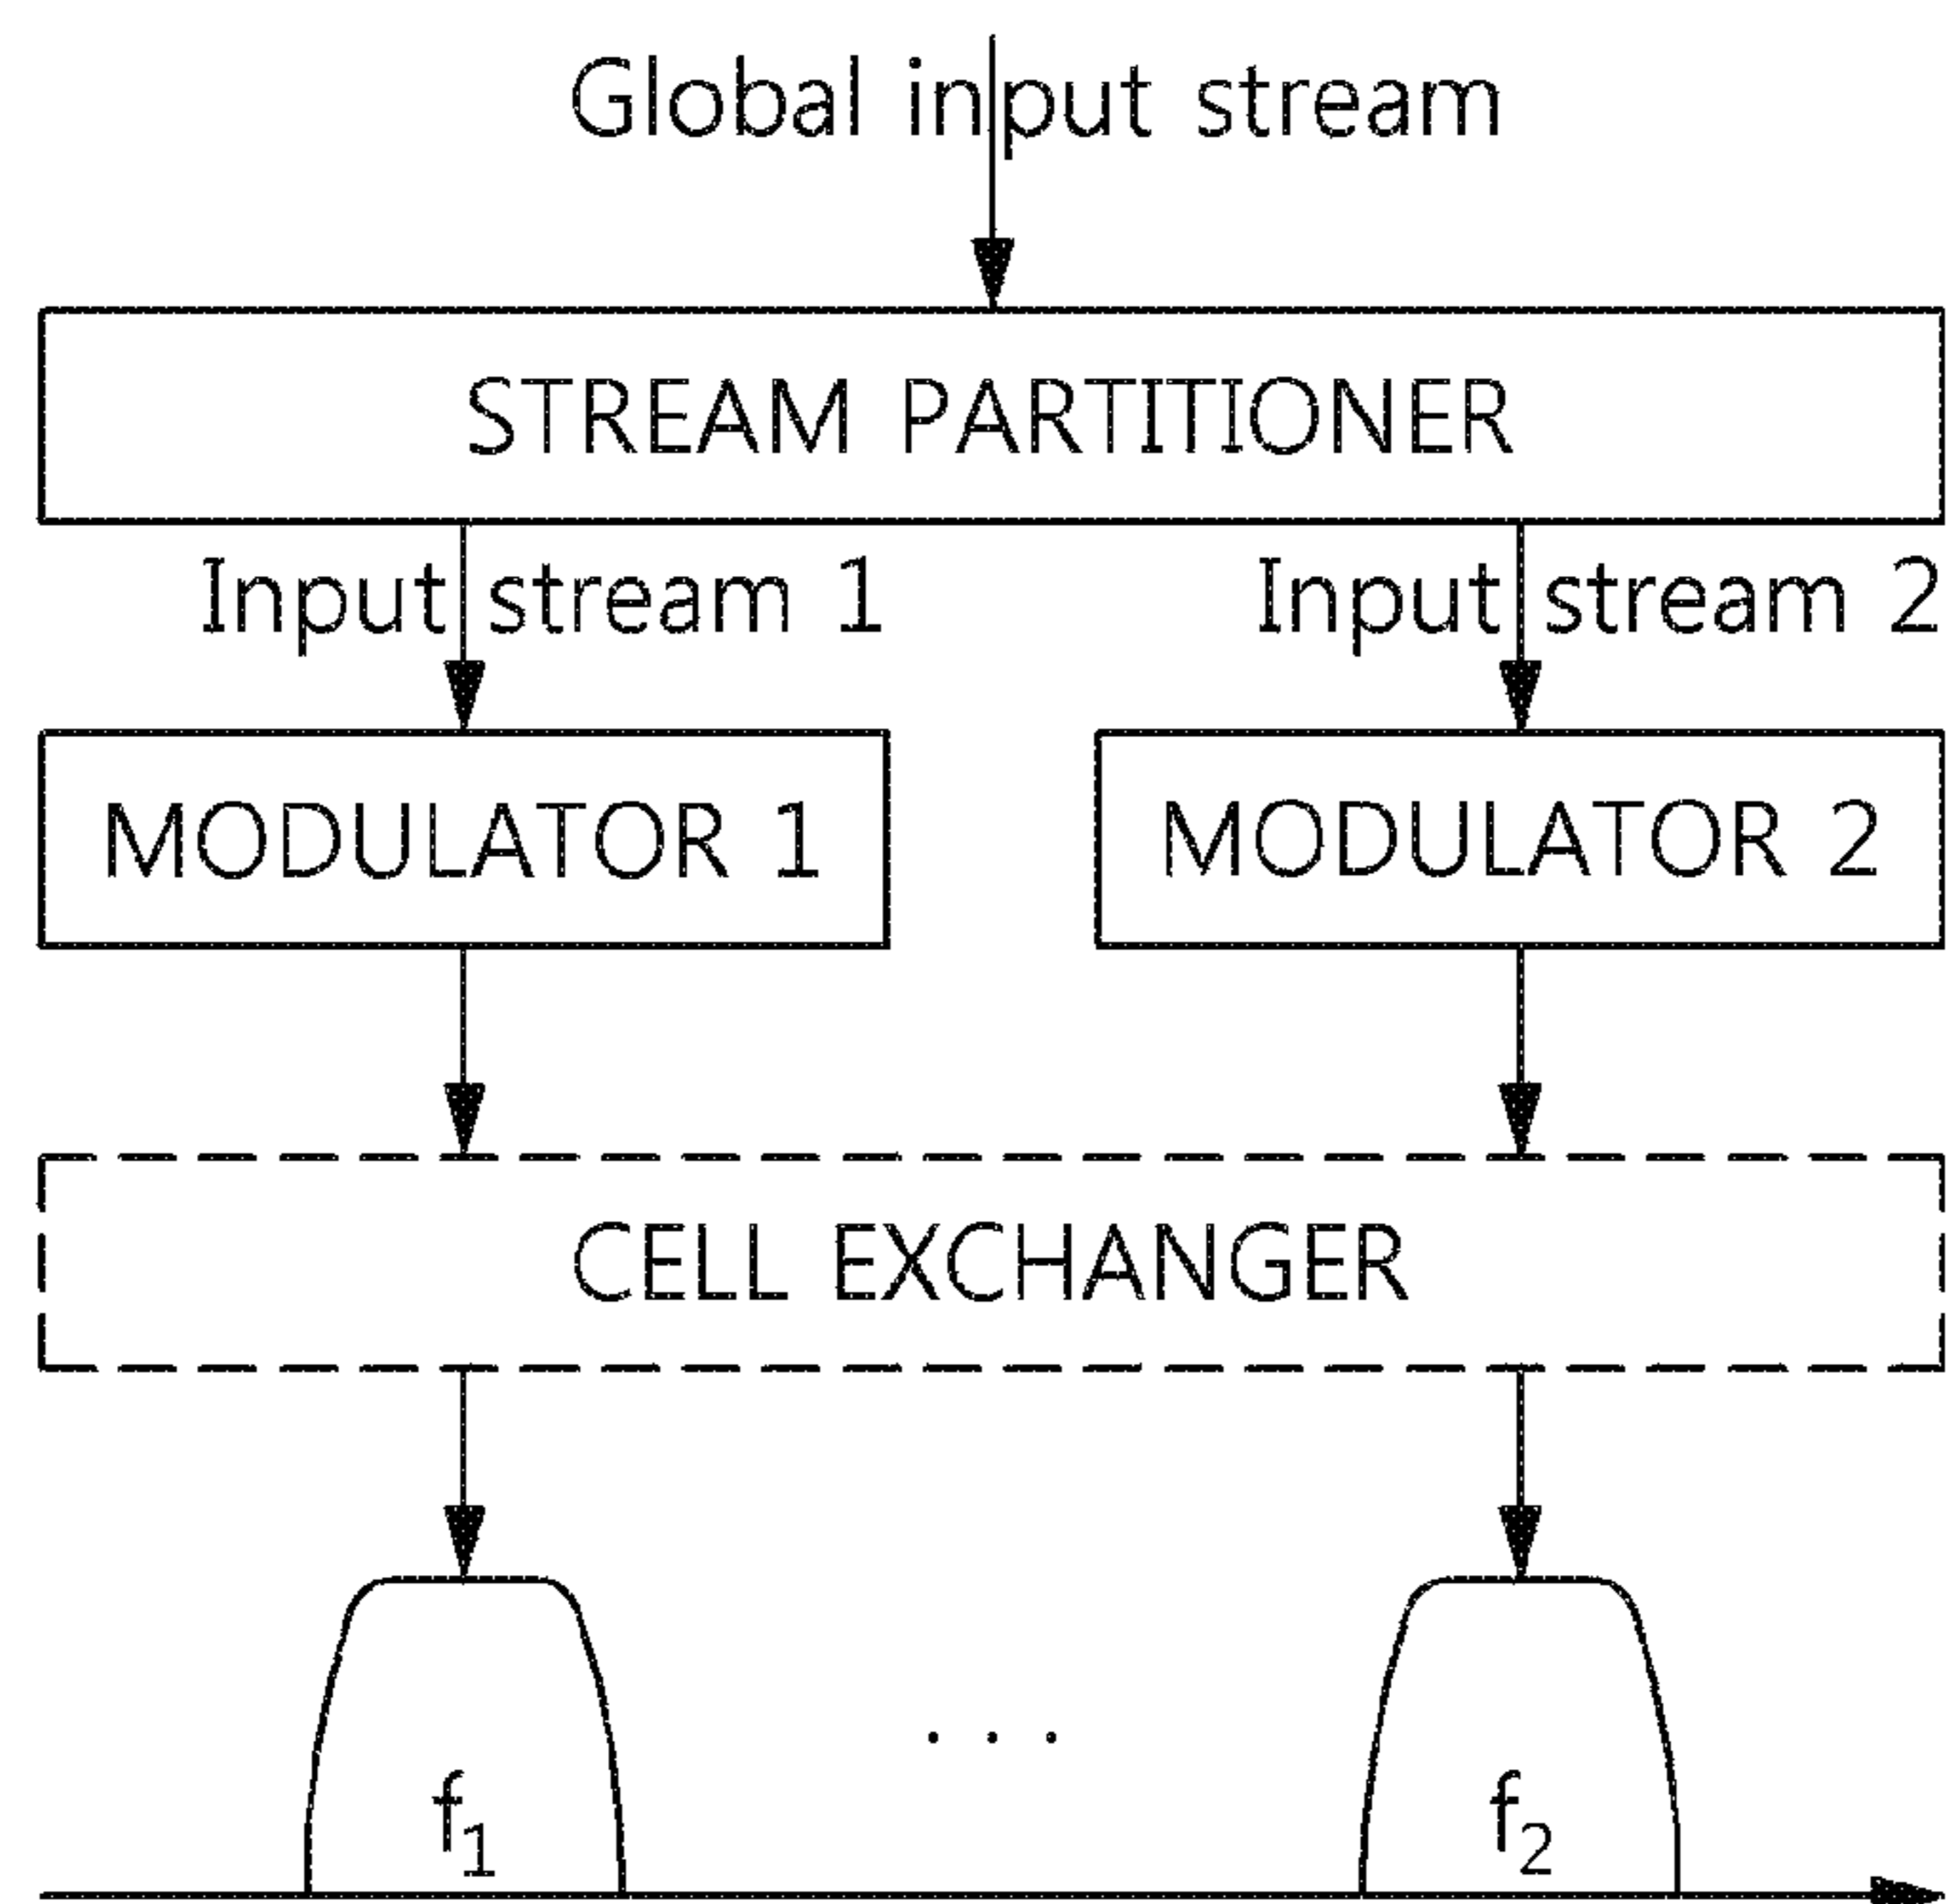 Global input stream
STREAM PARTITIONER
Input stream 1 Input stream 2
MODULATOR 1 MODULATOR 2
CELL EXCHANGER
. . .
f₁ f₂